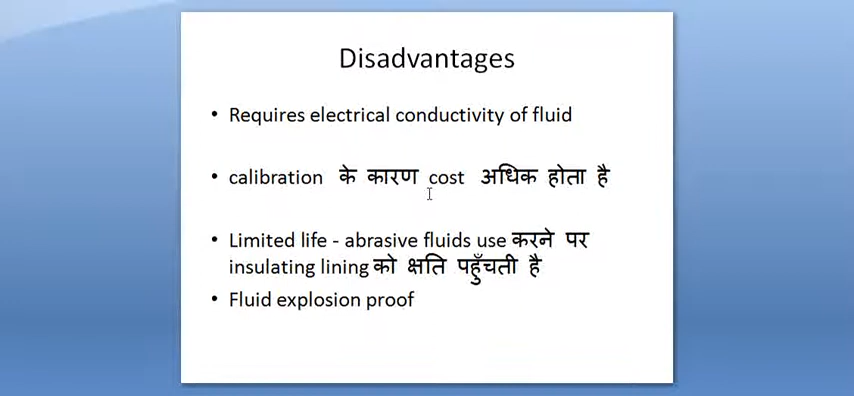 Disadvantages
• Requires electrical conductivity of fluid
• calibration के कारण cost अधिक होता है
• Limited life - abrasive fluids use करने पर
insulating lining को क्षति पहुँचती है
• Fluid explosion proof